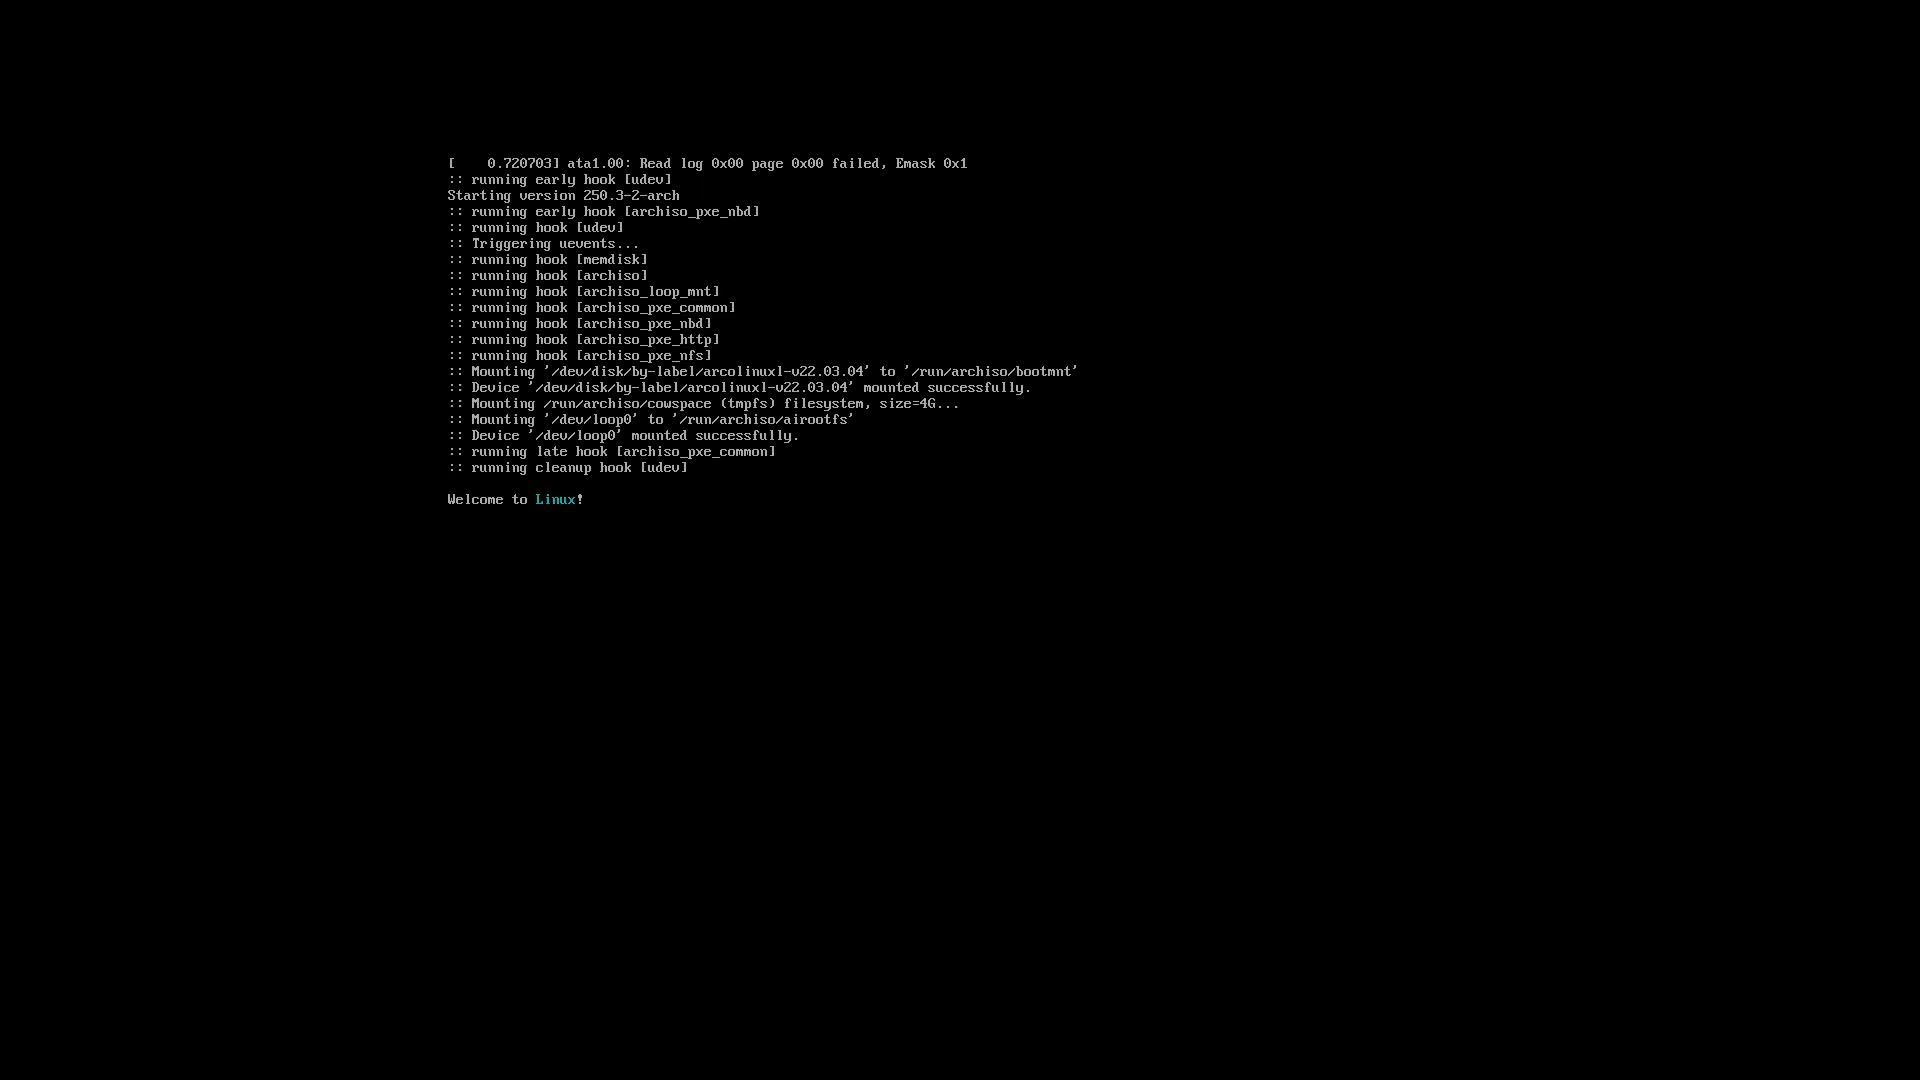 [    0.720703] ata1.00: Read log 0x00 page 0x00 failed, Emask 0x1
:: running early hook [udev]
Starting version 250.3-2-arch
:: running early hook [archiso_pxe_nbd]
:: running hook [udev]
:: Triggering uevents...
:: running hook [memdisk]
:: running hook [archiso]
:: running hook [archiso_loop_mnt]
:: running hook [archiso_pxe_common]
:: running hook [archiso_pxe_nbd]
:: running hook [archiso_pxe_http]
:: running hook [archiso_pxe_nfs]
:: Mounting '/dev/disk/by-label/arcolinuxl-v22.03.04' to '/run/archiso/bootmnt'
:: Device '/dev/disk/by-label/arcolinuxl-v22.03.04' mounted successfully.
:: Mounting /run/archiso/cowspace (tmpfs) filesystem, size=4G...
:: Mounting '/dev/loop0' to '/run/archiso/airootfs'
:: Device '/dev/loop0' mounted successfully.
:: running late hook [archiso_pxe_common]
:: running cleanup hook [udev]
Welcome to Linux!